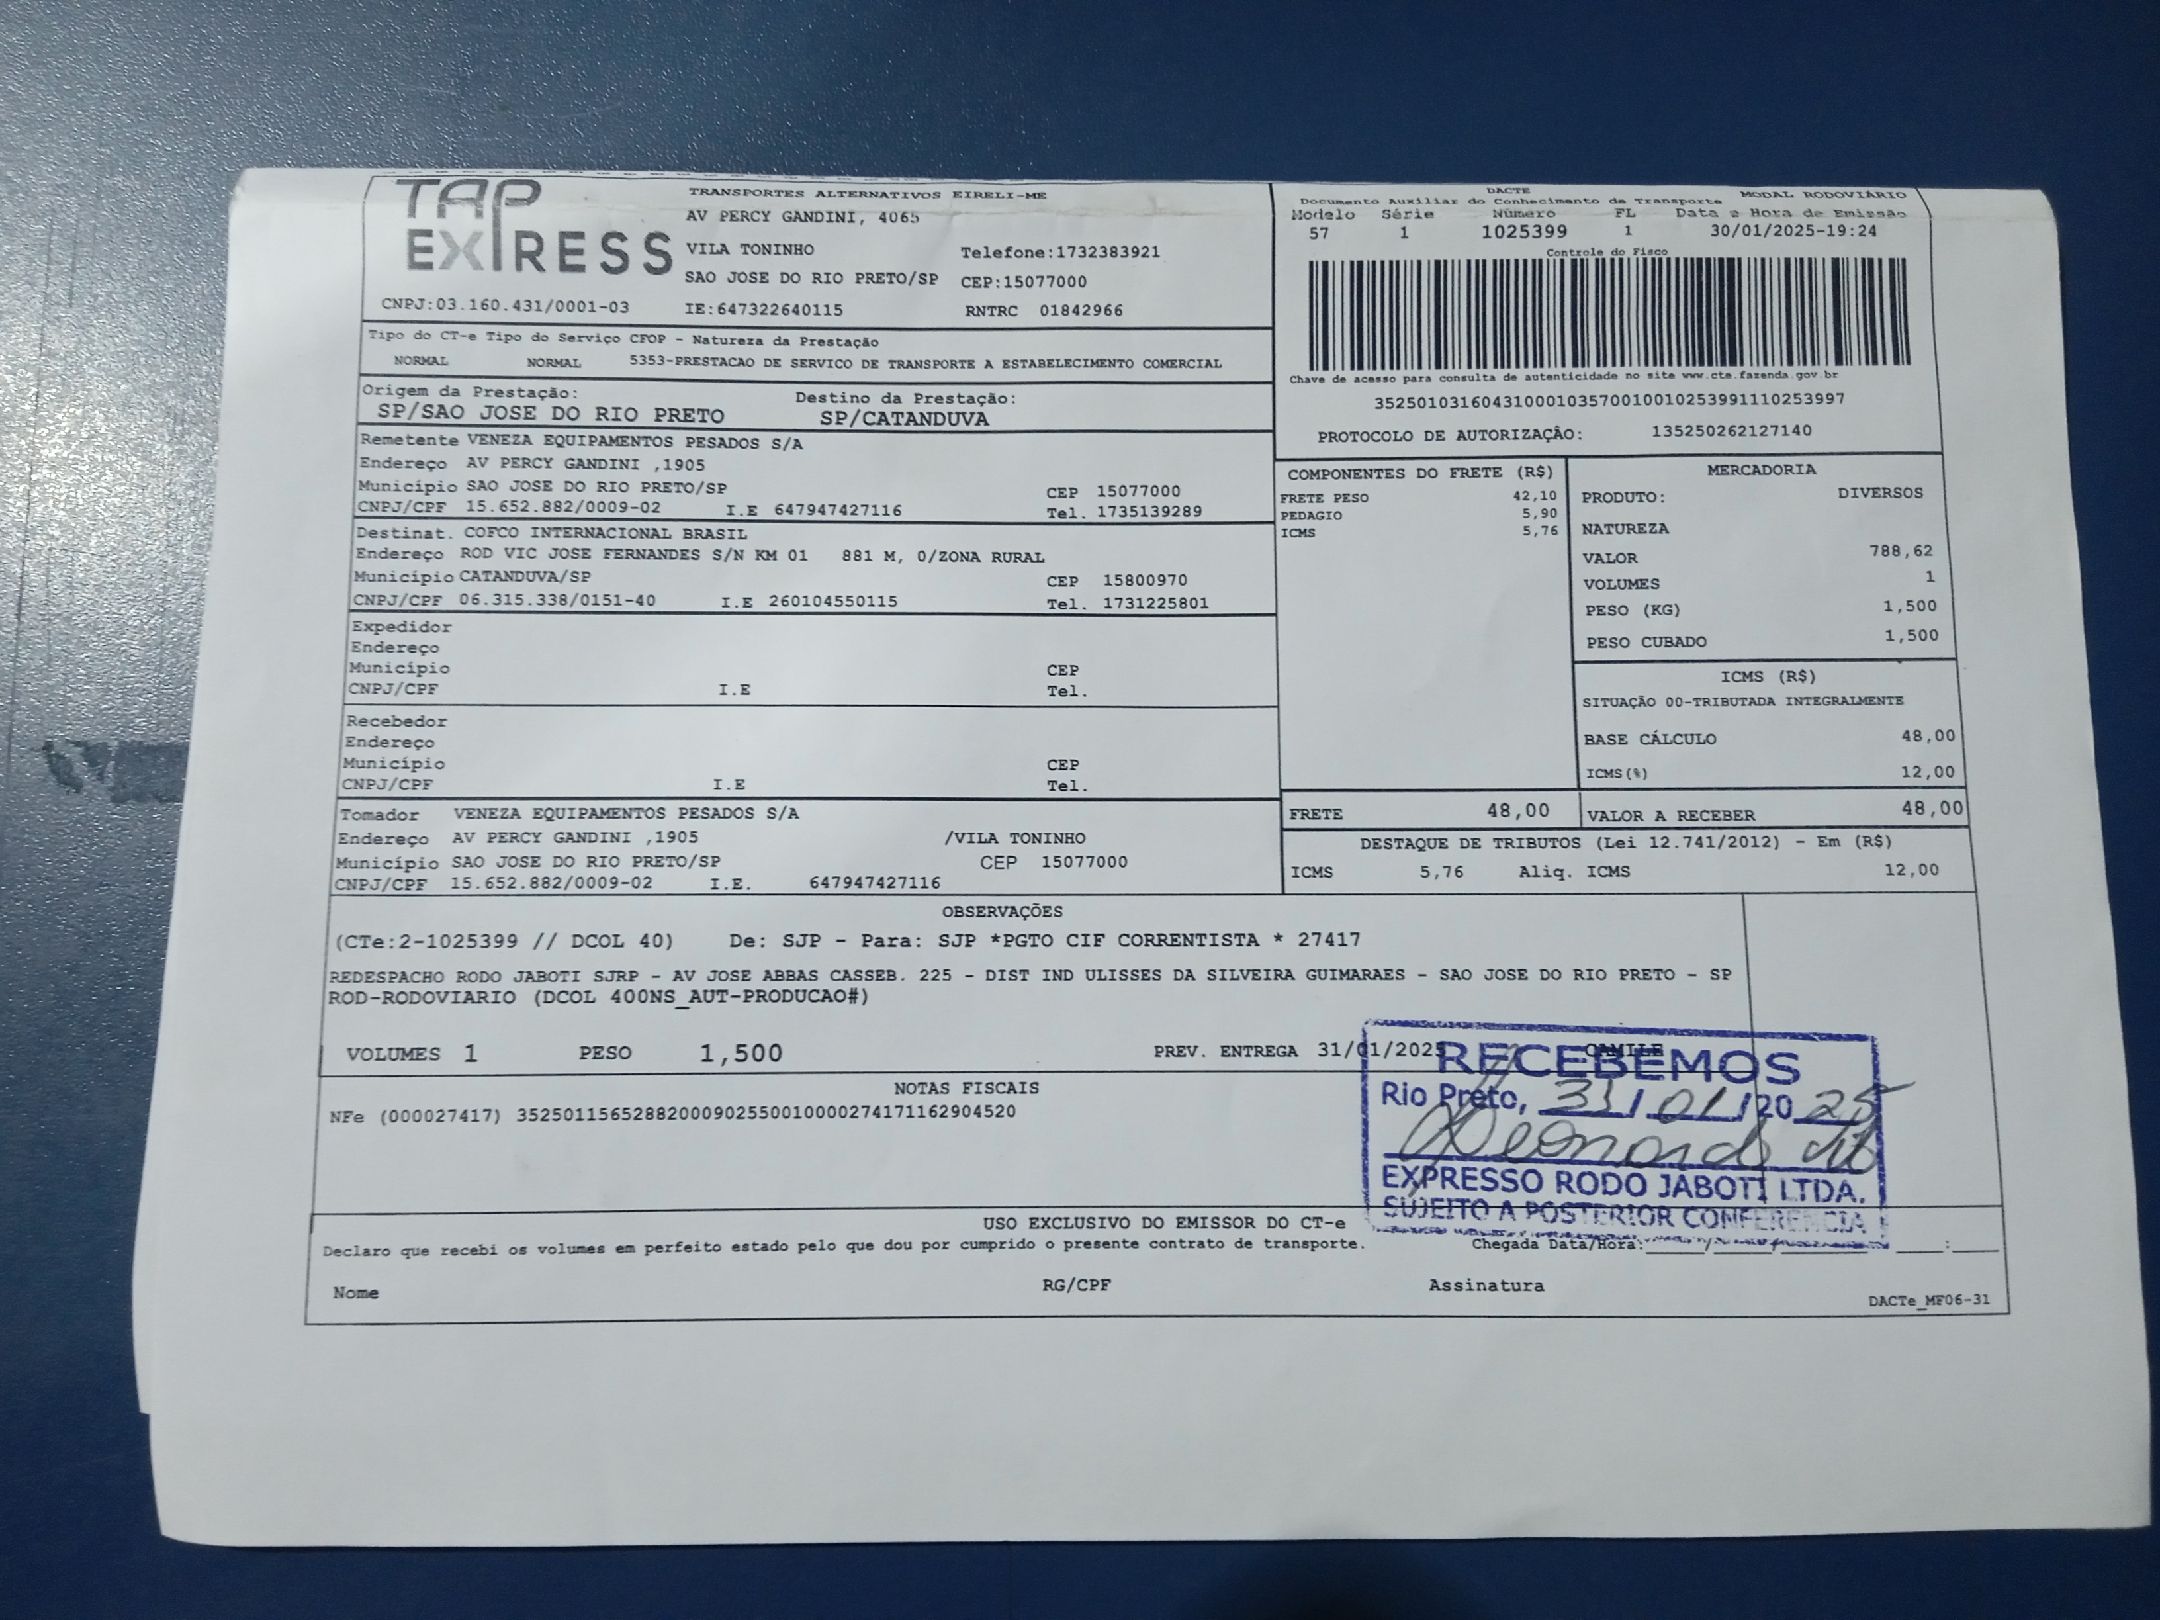 TAP EXPRESS
TRANSPORTES ALTERNATIVOS EIRELI-ME
AV PERCY GANDINI, 4065
VILA TONINHO Telefone:1732383921
SAO JOSE DO RIO PRETO/SP CEP:15077000
CNPJ:03.160.431/0001-03 IE:647322640115 RNTRC 01842966
DACTE MODAL RODOVIÁRIO
Documento Auxiliar do Conhecimento de Transporte
Modelo Série Número FL Data e Hora de Emissão
57 1 1025399 1 30/01/2025-19:24
Controle do Fisco
Chave de acesso para consulta de autenticidade no site www.cte.fazenda.gov.br
35250103160431000103570010010253991110253997
PROTOCOLO DE AUTORIZAÇÃO: 135250262127140
Tipo do CT-e Tipo do Serviço CFOP - Natureza da Prestação
NORMAL NORMAL 5353-PRESTACAO DE SERVICO DE TRANSPORTE A ESTABELECIMENTO COMERCIAL
Origem da Prestação: Destino da Prestação:
SP/SAO JOSE DO RIO PRETO SP/CATANDUVA
Remetente VENEZA EQUIPAMENTOS PESADOS S/A
Endereço AV PERCY GANDINI ,1905
Município SAO JOSE DO RIO PRETO/SP CEP 15077000
CNPJ/CPF 15.652.882/0009-02 I.E 647947427116 Tel. 1735139289
Destinat. COFCO INTERNACIONAL BRASIL
Endereço ROD VIC JOSE FERNANDES S/N KM 01 881 M, 0/ZONA RURAL
Município CATANDUVA/SP CEP 15800970
CNPJ/CPF 06.315.338/0151-40 I.E 260104550115 Tel. 1731225801
Expedidor
Endereço
Município CEP
CNPJ/CPF I.E Tel.
Recebedor
Endereço
Município CEP
CNPJ/CPF I.E Tel.
Tomador VENEZA EQUIPAMENTOS PESADOS S/A
Endereço AV PERCY GANDINI ,1905 /VILA TONINHO
Município SAO JOSE DO RIO PRETO/SP CEP 15077000
CNPJ/CPF 15.652.882/0009-02 I.E. 647947427116
COMPONENTES DO FRETE (R$)
FRETE PESO 42,10
PEDAGIO 5,90
ICMS 5,76
MERCADORIA
PRODUTO: DIVERSOS
NATUREZA
VALOR 788,62
VOLUMES 1
PESO (KG) 1,500
PESO CUBADO 1,500
ICMS (R$)
SITUAÇÃO 00-TRIBUTADA INTEGRALMENTE
BASE CÁLCULO 48,00
ICMS(%) 12,00
FRETE 48,00 VALOR A RECEBER 48,00
DESTAQUE DE TRIBUTOS (Lei 12.741/2012) - Em (R$)
ICMS 5,76 Aliq. ICMS 12,00
OBSERVAÇÕES
(CTe:2-1025399 // DCOL 40) De: SJP - Para: SJP *PGTO CIF CORRENTISTA * 27417
REDESPACHO RODO JABOTI SJRP - AV JOSE ABBAS CASSEB. 225 - DIST IND ULISSES DA SILVEIRA GUIMARAES - SAO JOSE DO RIO PRETO - SP
ROD-RODOVIARIO (DCOL 400NS_AUT-PRODUCAO#)
VOLUMES 1 PESO 1,500 PREV. ENTREGA 31/01/2025 CAMILE
NOTAS FISCAIS
NFe (000027417) 35250115652882000902550010000274171162904520
RECEBEMOS
Rio Preto, 31/01/2025
EXPRESSO RODO JABOTI LTDA.
SUJEITO A POSTERIOR CONFERENCIA
USO EXCLUSIVO DO EMISSOR DO CT-e
Declaro que recebi os volumes em perfeito estado pelo que dou por cumprido o presente contrato de transporte. Chegada Data/Hora:____/____/____ ____:____
Nome RG/CPF Assinatura
DACTe_MF06-31